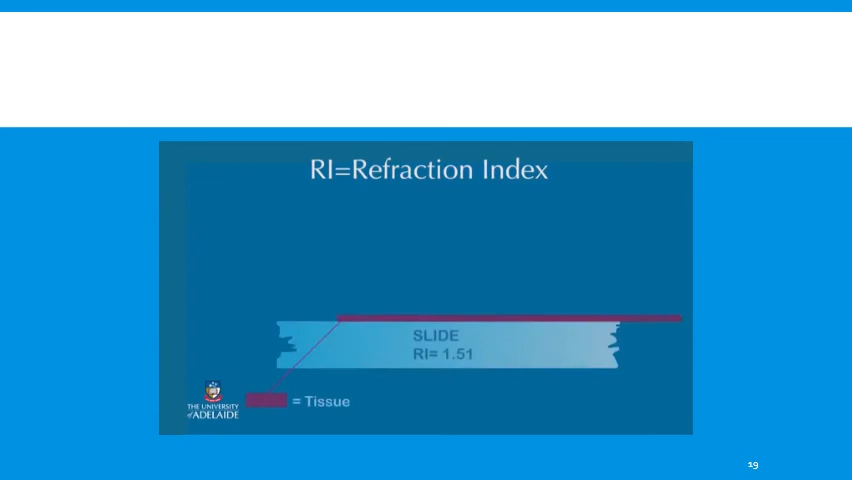 RI=Refraction Index
SLIDE
RI= 1.51
= Tissue
THE UNIVERSITY
of ADELAIDE
19